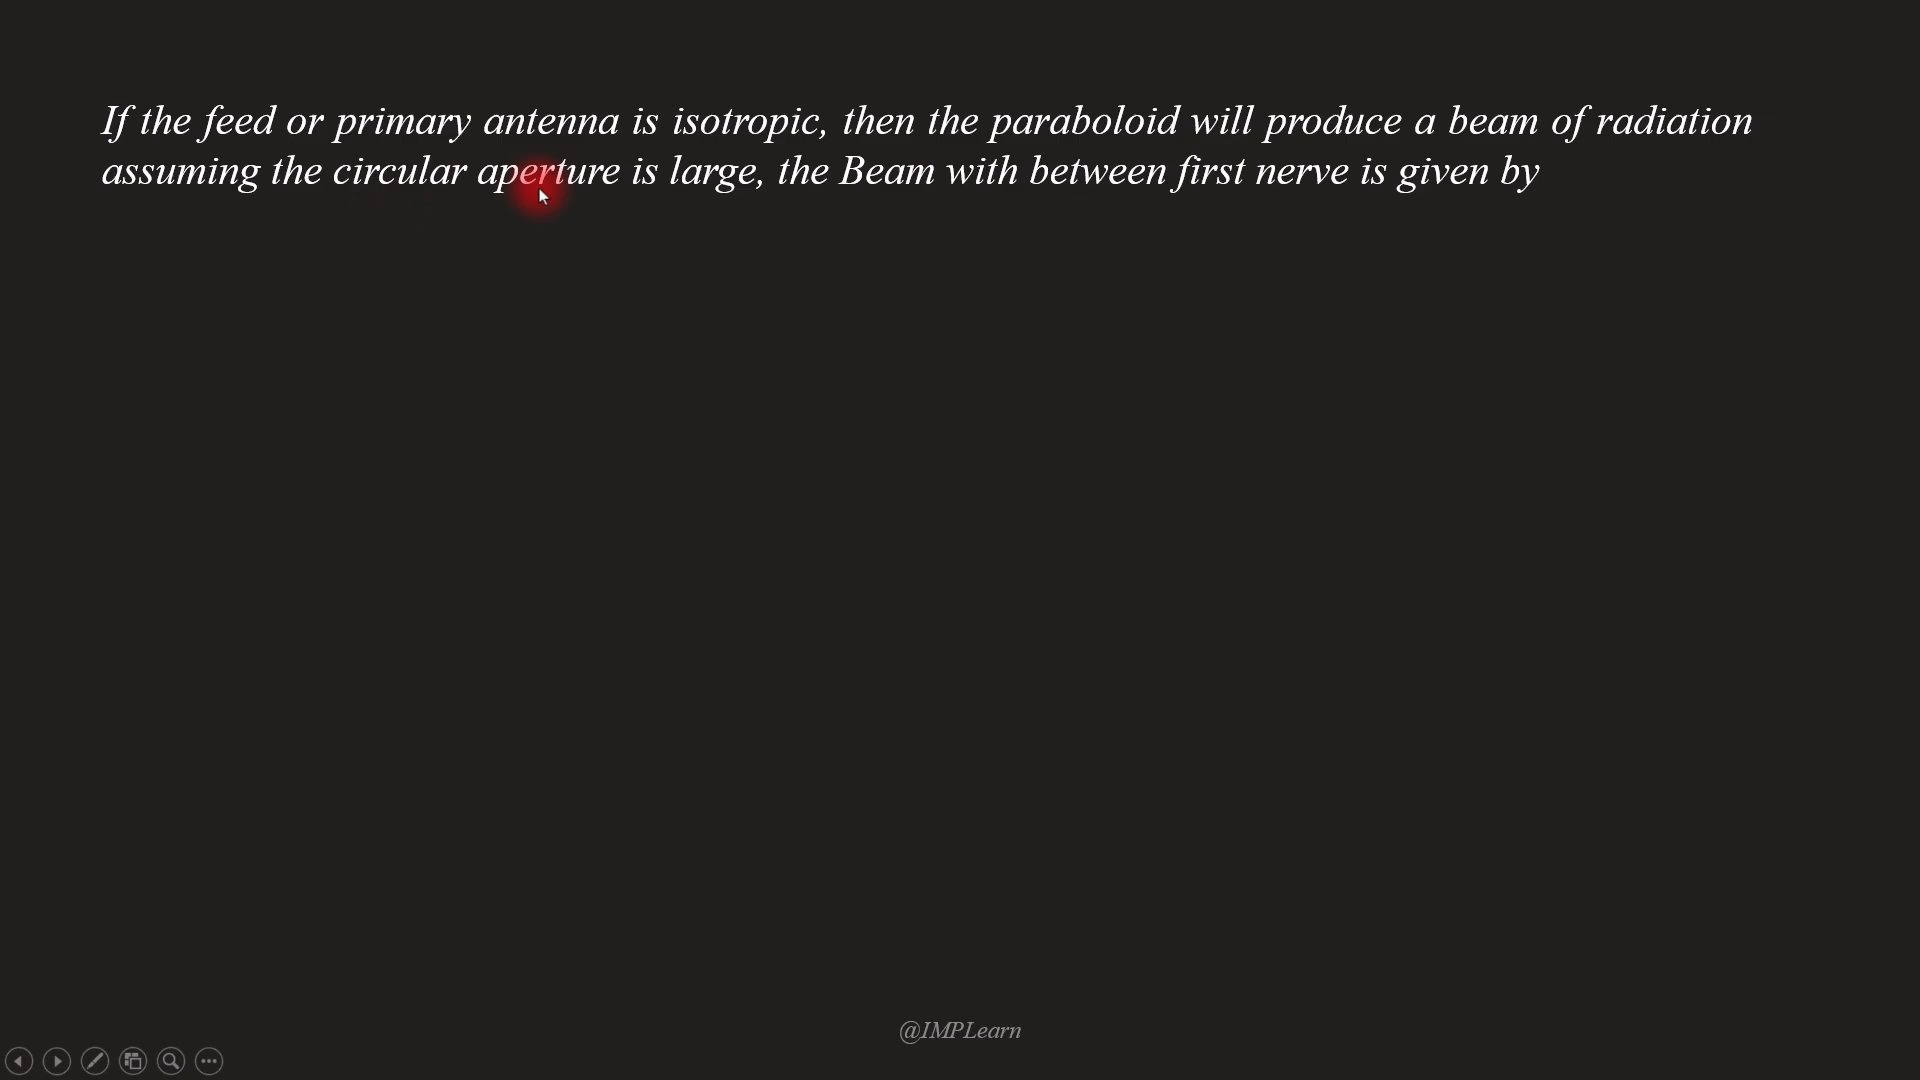 If the feed or primary antenna is isotropic, then the paraboloid will produce a beam of radiation
assuming the circular aperture is large, the Beam with between first nerve is given by
@IMPLearn